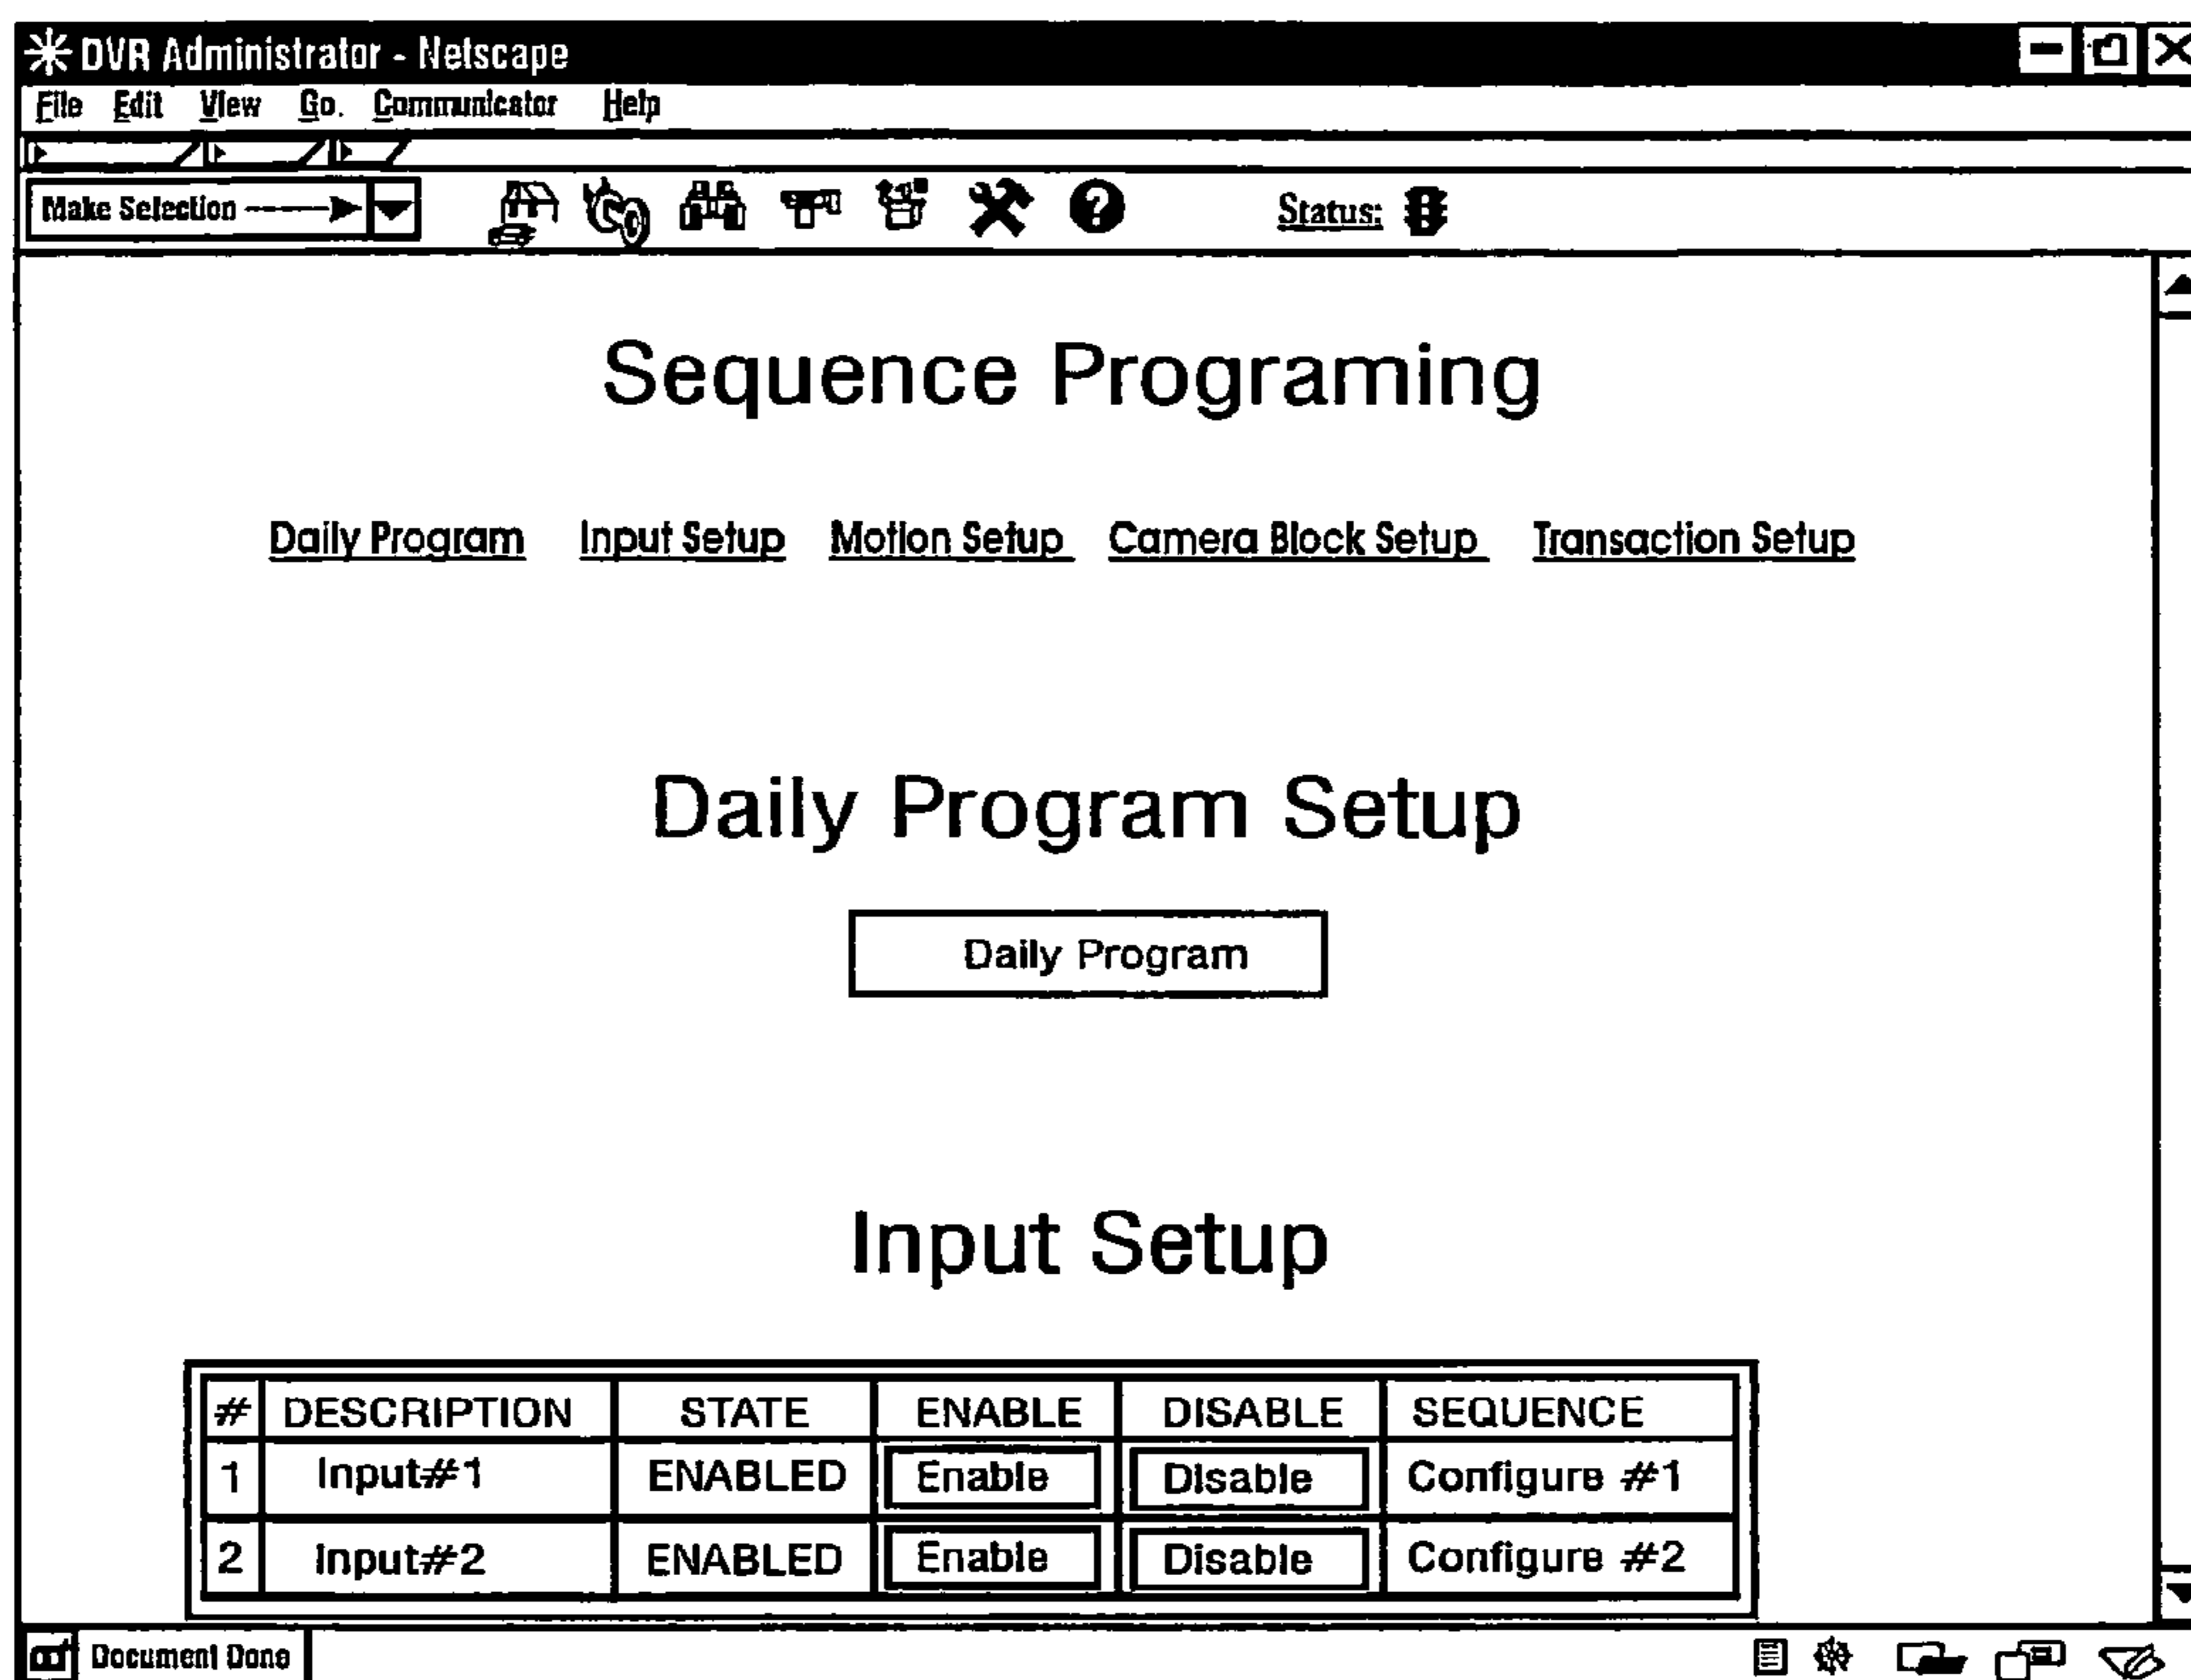 DVR Administrator - Netscape
File Edit View Go. Communicator Help
Make Selection Status:
Sequence Programing
Daily Program Input Setup Motion Setup Camera Block Setup Transaction Setup
Daily Program Setup
Daily Program
Input Setup
# DESCRIPTION STATE ENABLE DISABLE SEQUENCE
1 Input#1 ENABLED Enable Disable Configure #1
2 Input#2 ENABLED Enable Disable Configure #2
Document Done